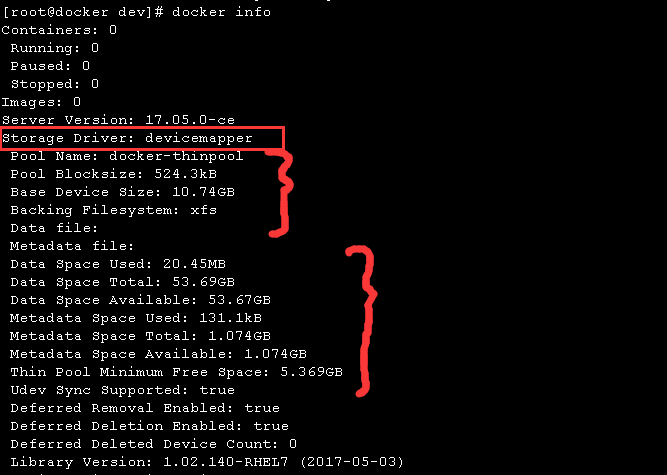 [root@docker dev]# docker info
Containers: 0
Running: 0
Paused: 0
Stopped: 0
Images: 0
Server Version: 17.05.0-ce
Storage Driver: devicemapper
Pool Name: docker-thinpool
Pool Blocksize: 524.3kB
Base Device Size: 10.74GB
Backing Filesystem: xfs
Data file:
Metadata file:
Data Space Used: 20.45MB
Data Space Total: 53.69GB
Data Space Available: 53.67GB
Metadata Space Used: 131.1kB
Metadata Space Total: 1.074GB
Metadata Space Available: 1.074GB
Thin Pool Minimum Free Space: 5.369GB
Udev Sync Supported: true
Deferred Removal Enabled: true
Deferred Deletion Enabled: true
Deferred Deleted Device Count: 0
Library Version: 1.02.140-RHEL7 (2017-05-03)